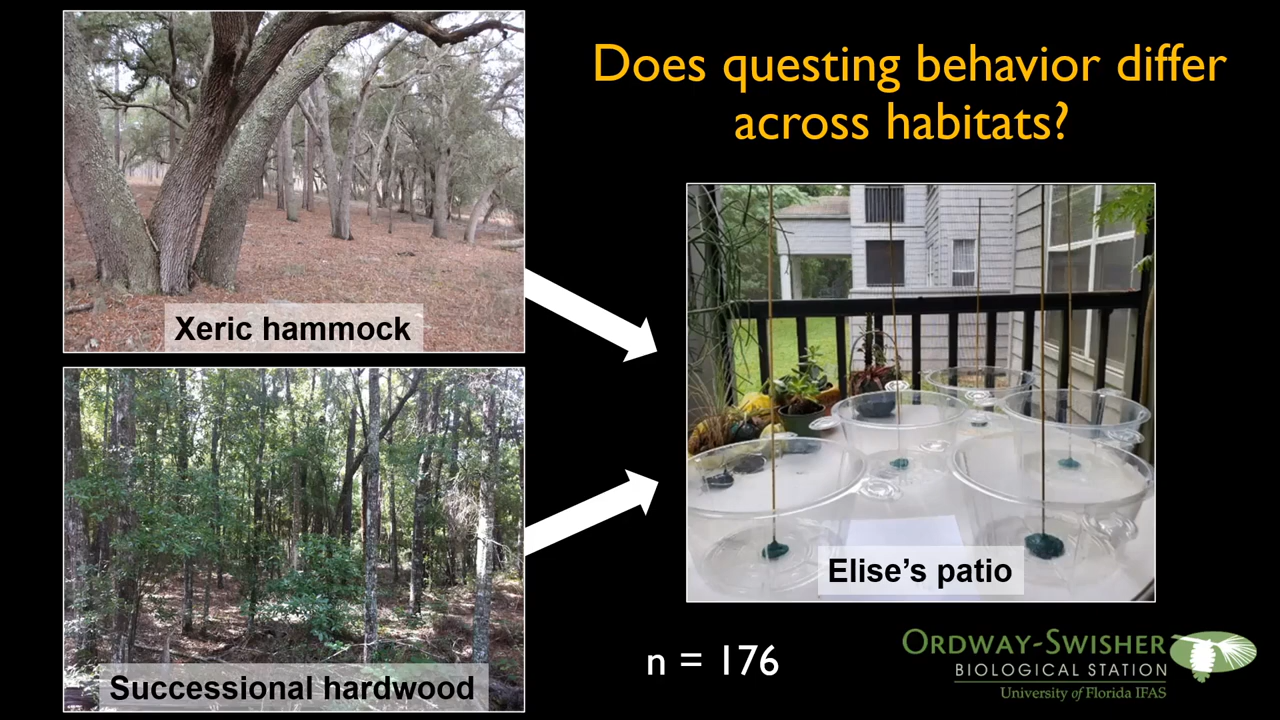 Does questing behavior differ
across habitats?
Xeric hammock
Successional hardwood
Elise's patio
n = 176
ORDWAY-SWISHER
BIOLOGICAL STATION
University of Florida IFAS